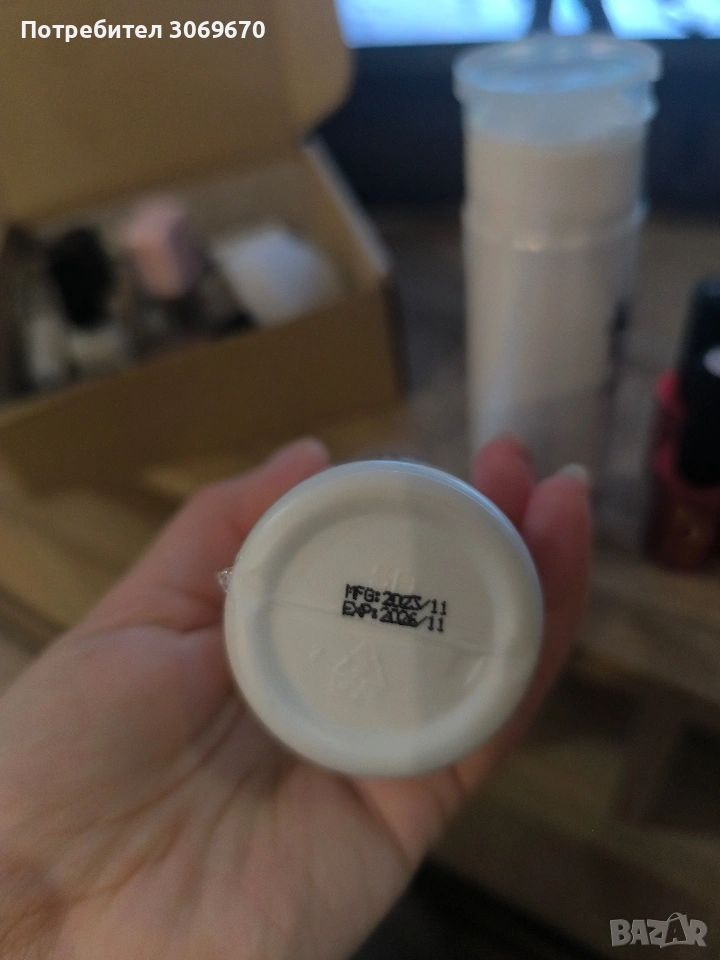 Потребител 3069670
MFG: 2023/11
EXP: 2026/11
BAZAR